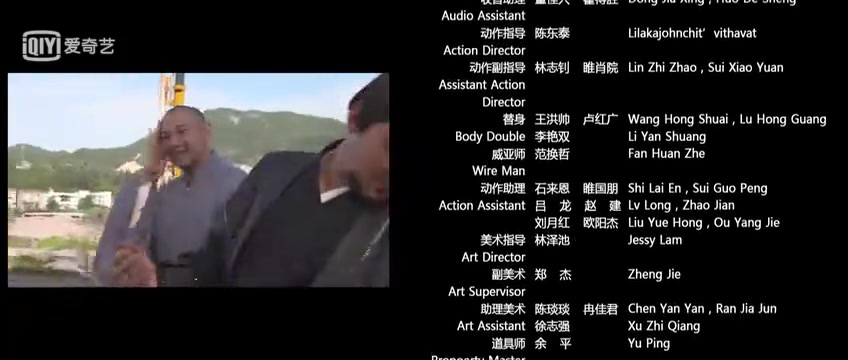 iQIYI 爱奇艺
Audio Assistant
动作指导 陈东泰 Lilakajohnchit' vithavat
Action Director
动作副指导 林志钊 睢肖院 Lin Zhi Zhao , Sui Xiao Yuan
Assistant Action
Director
替身 王洪帅 卢红广 Wang Hong Shuai , Lu Hong Guang
Body Double 李艳双 Li Yan Shuang
威亚师 范换哲 Fan Huan Zhe
Wire Man
动作助理 石来恩 睢国朋 Shi Lai En , Sui Guo Peng
Action Assistant 吕 龙 赵 建 Lv Long , Zhao Jian
刘月红 欧阳杰 Liu Yue Hong , Ou Yang Jie
美术指导 林泽池 Jessy Lam
Art Director
副美术 郑 杰 Zheng Jie
Art Supervisor
助理美术 陈琰琰 冉佳君 Chen Yan Yan , Ran Jia Jun
Art Assistant 徐志强 Xu Zhi Qiang
道具师 余 平 Yu Ping